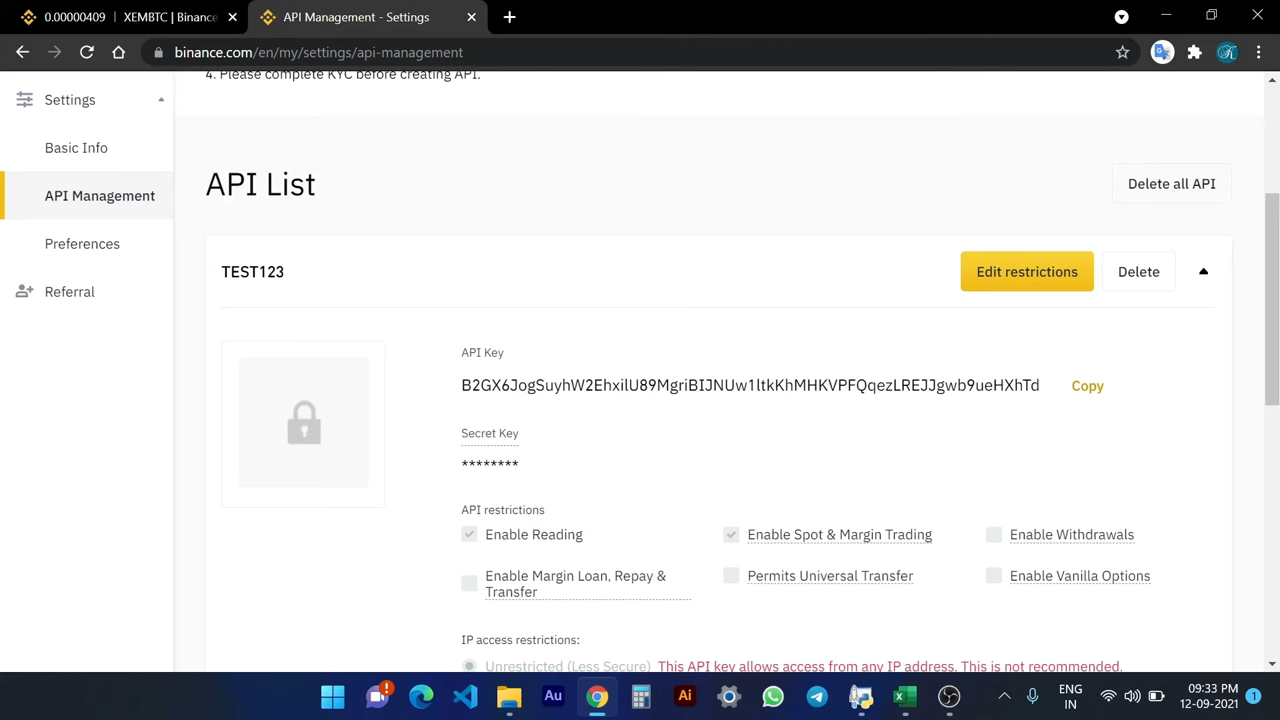 0.00000409 | XEMBTC | Binance
API Management - Settings
binance.com/en/my/settings/api-management
4. Please complete KYC before creating API.
Settings
Basic Info
API Management
Preferences
Referral
API List
Delete all API
TEST123
Edit restrictions
Delete
API Key
B2GX6JogSuyhW2EhxilU89MgriBIJNUw1ltkKhMHKVPFQqezLREJJgwb9ueHXhTd
Copy
Secret Key
********
API restrictions
Enable Reading
Enable Spot & Margin Trading
Enable Withdrawals
Enable Margin Loan, Repay &
Transfer
Permits Universal Transfer
Enable Vanilla Options
IP access restrictions:
Unrestricted (Less Secure) This API key allows access from any IP address. This is not recommended.
Au
Ai
ENG
IN
09:33 PM
12-09-2021
1